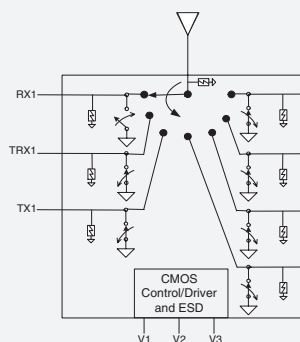 RX1
TRX1
TX1
CMOS
Control/Driver
and ESD
V1 V2 V3